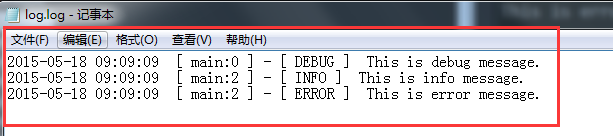 log.log - 记事本
文件(F) 编辑(E) 格式(O) 查看(V) 帮助(H)
2015-05-18 09:09:09  [ main:0 ] - [ DEBUG ]  This is debug message.
2015-05-18 09:09:09  [ main:2 ] - [ INFO ]  This is info message.
2015-05-18 09:09:09  [ main:2 ] - [ ERROR ]  This is error message.